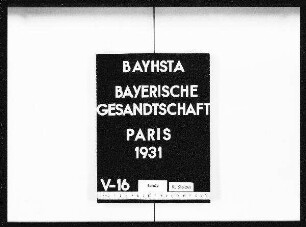 BAYHSTA
BAYERISCHE
GESANDTSCHAFT
PARIS
1931
V-16